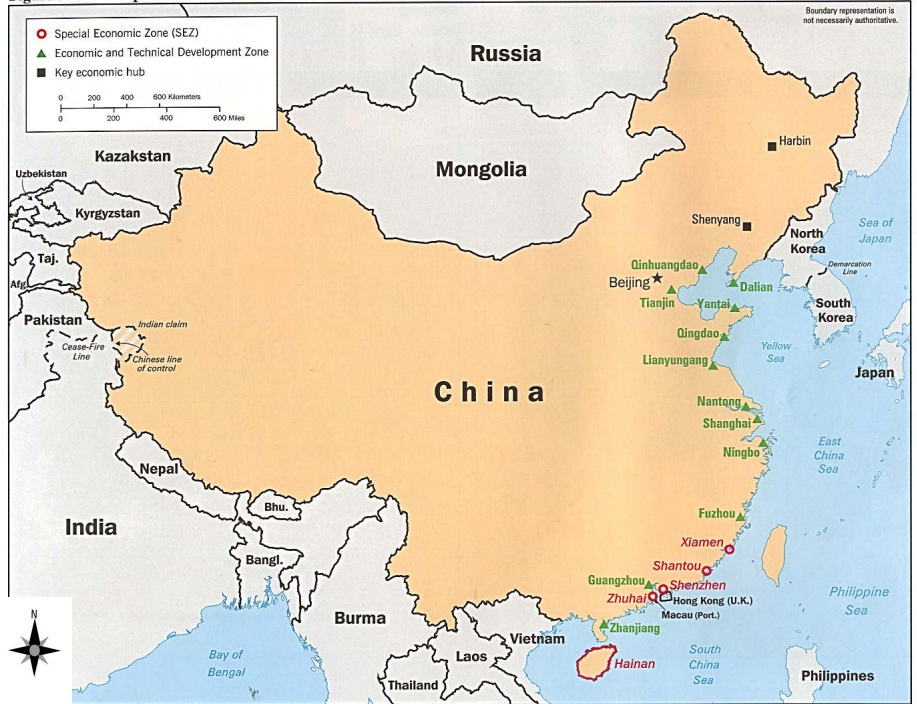 Boundary representation is
not necessarily authoritative.
Special Economic Zone (SEZ)
Economic and Technical Development Zone
Key economic hub
0 200 400 600 Kilometers
0 200 400 600 Miles
Russia
Kazakstan
Mongolia
Harbin
Uzbekistan
Kyrgyzstan
Shenyang
North
Korea
Sea of
Japan
Taj.
Qinhuangdao
Demarcation
Line
Afg
Beijing
Dalian
Tianjin
Yantai
South
Korea
Pakistan
Indian claim
Cease-Fire
Line
Chinese line
of control
Qingdao
Yellow
Sea
Lianyungang
Japan
China
Nantong
Shanghai
Ningbo
East
China
Sea
Nepal
Bhu.
India
Fuzhou
Xiamen
Bangl.
Shantou
Guangzhou
Shenzhen
Zhuhai
Hong Kong (U.K.)
Macau (Port.)
Philippine
Sea
N
Burma
Zhanjiang
Vietnam
Laos
Bay of
Bengal
Hainan
South
China
Sea
Thailand
Philippines